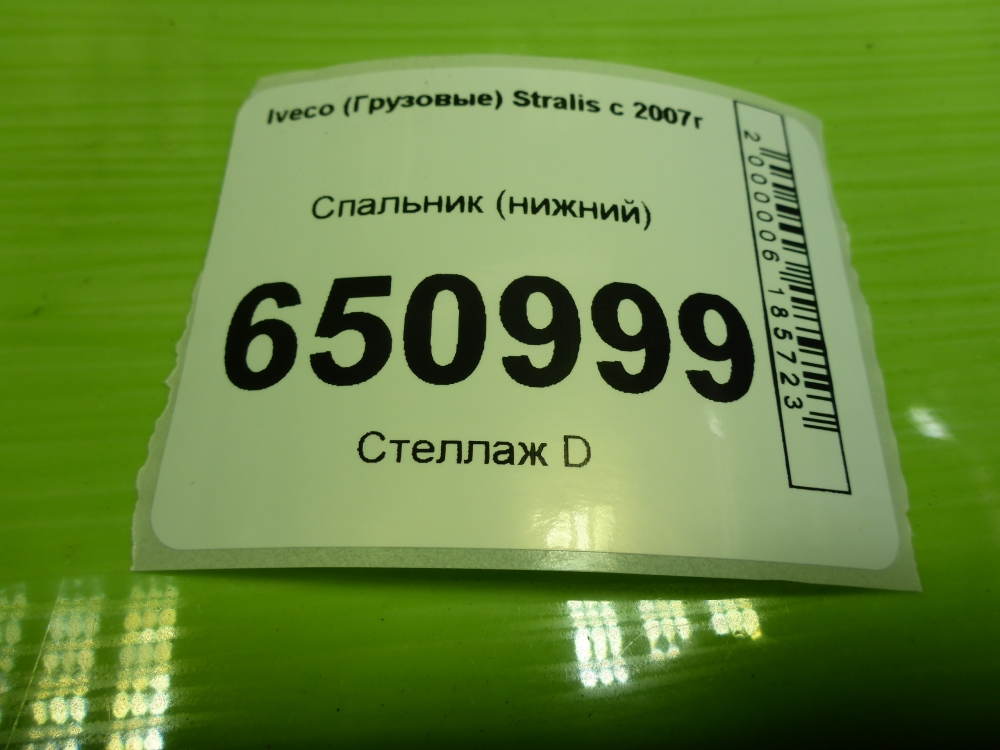 Iveco (Грузовые) Stralis с 2007г
Спальник (нижний)
650999
Стеллаж D
2000006185723